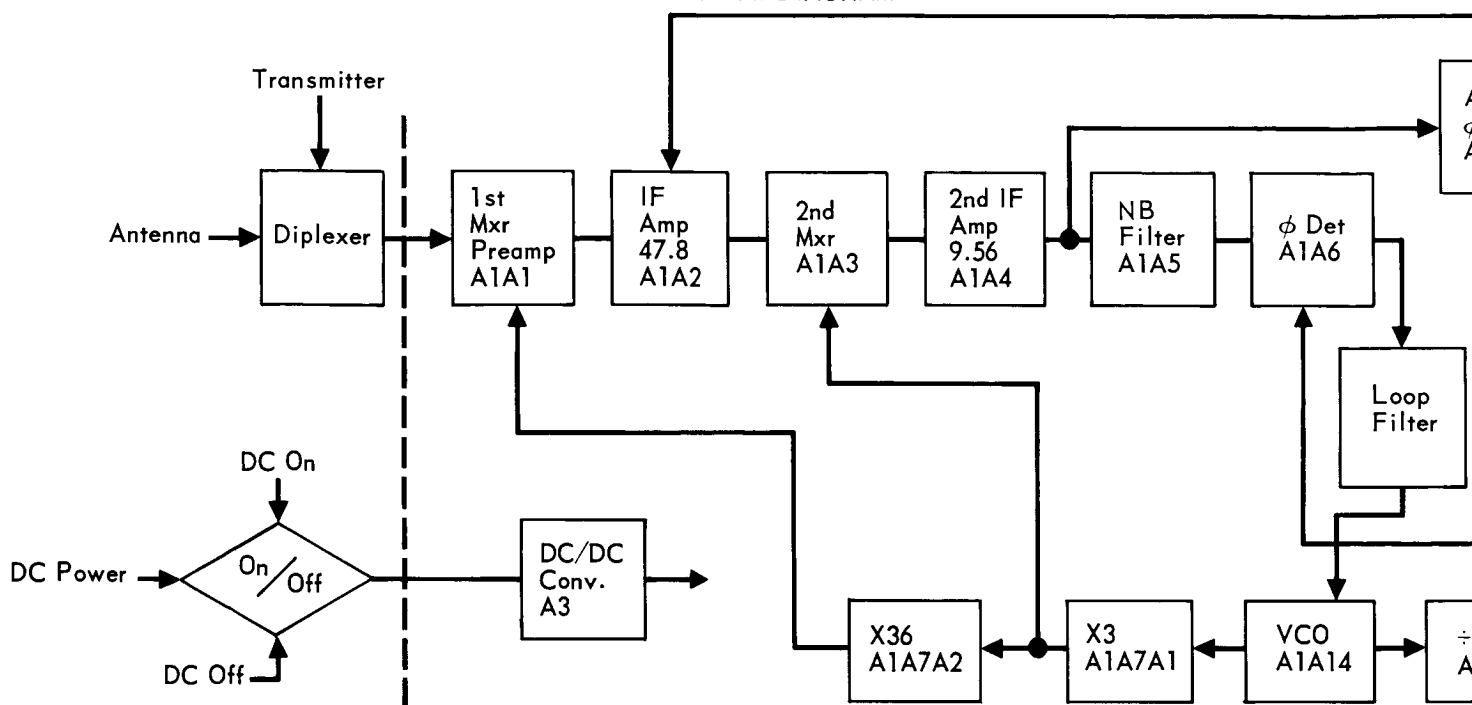 Transmitter
Antenna
Diplexer
1st
Mxr
Preamp
A1A1
IF
Amp
47.8
A1A2
2nd
Mxr
A1A3
2nd IF
Amp
9.56
A1A4
NB
Filter
A1A5
ϕ Det
A1A6
A
ϕ
A
Loop
Filter
DC On
DC Power
On/Off
DC Off
DC/DC
Conv.
A3
X36
A1A7A2
X3
A1A7A1
VCO
A1A14
÷
A